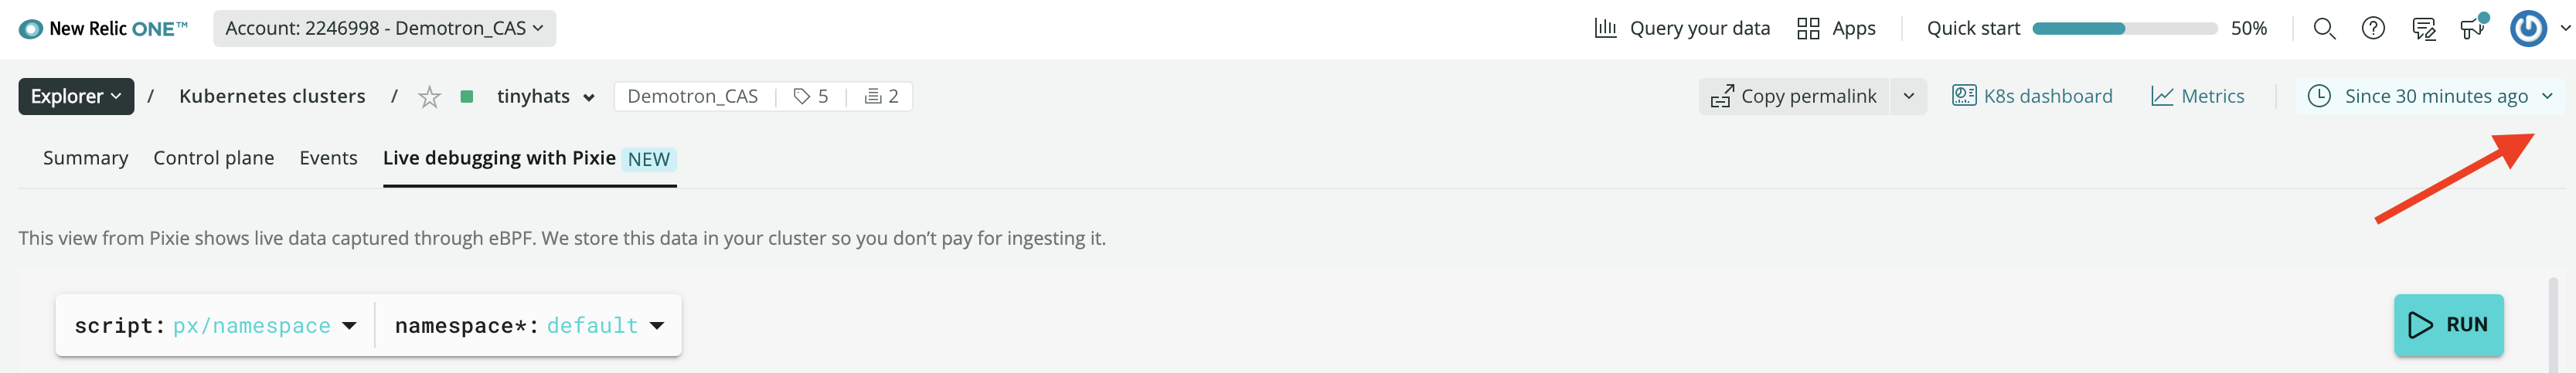 New Relic ONE™ Account: 2246998 - Demotron_CAS Query your data Apps Quick start 50%
Explorer / Kubernetes clusters / tinyhats Demotron_CAS 5 2 Copy permalink K8s dashboard Metrics Since 30 minutes ago
Summary Control plane Events Live debugging with Pixie NEW
This view from Pixie shows live data captured through eBPF. We store this data in your cluster so you don’t pay for ingesting it.
script: px/namespace namespace*: default RUN